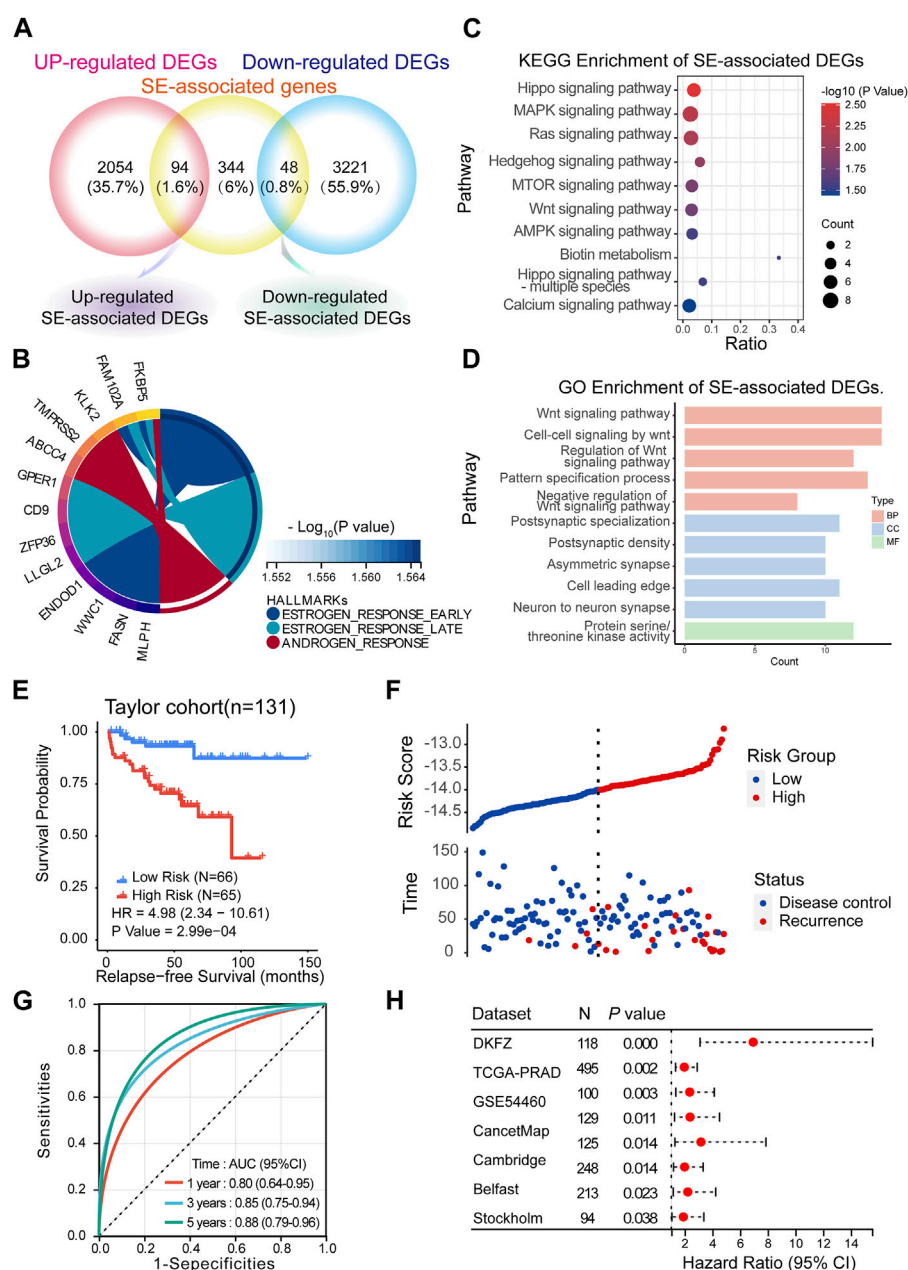 A
UP-regulated DEGs
Down-regulated DEGs
SE-associated genes
2054
(35.7%)
94
(1.6%)
344
(6%)
48
(0.8%)
3221
(55.9%)
Up-regulated
SE-associated DEGs
Down-regulated
SE-associated DEGs
B
FKBP5
FAM102A
KLK2
TMPRSS2
ABCC4
GPER1
CD9
ZFP36
LLGL2
ENDOD1
WWC1
FASN
MLPH
- Log10(P value)
1.552 1.556 1.560 1.564
HALLMARKs
ESTROGEN_RESPONSE_EARLY
ESTROGEN_RESPONSE_LATE
ANDROGEN_RESPONSE
C
KEGG Enrichment of SE-associated DEGs
Pathway
Hippo signaling pathway
MAPK signaling pathway
Ras signaling pathway
Hedgehog signaling pathway
MTOR signaling pathway
Wnt signaling pathway
AMPK signaling pathway
Biotin metabolism
Hippo signaling pathway
- multiple species
Calcium signaling pathway
0.0 0.1 0.2 0.3 0.4
Ratio
-log10 (P Value)
2.50
2.25
2.00
1.75
1.50
Count
2
4
6
8
D
GO Enrichment of SE-associated DEGs.
Pathway
Wnt signaling pathway
Cell-cell signaling by wnt
Regulation of Wnt
signaling pathway
Pattern specification process
Negative regulation of
Wnt signaling pathway
Postsynaptic specialization
Postsynaptic density
Asymmetric synapse
Cell leading edge
Neuron to neuron synapse
Protein serine/
threonine kinase activity
0 10
Count
Type
BP
CC
MF
E
Taylor cohort(n=131)
Survival Probability
1.00
0.75
0.50
0.25
0.00
Low Risk (N=66)
High Risk (N=65)
HR = 4.98 (2.34 − 10.61)
P Value = 2.99e−04
0 50 100 150
Relapse−free Survival (months)
F
Risk Score
-13.0
-13.5
-14.0
-14.5
Risk Group
Low
High
Time
150
100
50
0
Status
Disease control
Recurrence
G
Sensitivities
1.0
0.8
0.6
0.4
0.2
0.0
Time : AUC (95%CI)
1 year : 0.80 (0.64-0.95)
3 years : 0.85 (0.75-0.94)
5 years : 0.88 (0.79-0.96)
0.0 0.2 0.4 0.6 0.8 1.0
1-Sepecificities
H
Dataset N P value
DKFZ 118 0.000
TCGA-PRAD 495 0.002
GSE54460 100 0.003
CancetMap 129 0.011
125 0.014
Cambridge 248 0.014
Belfast 213 0.023
Stockholm 94 0.038
2 4 6 8 10 12 14
Hazard Ratio (95% CI)